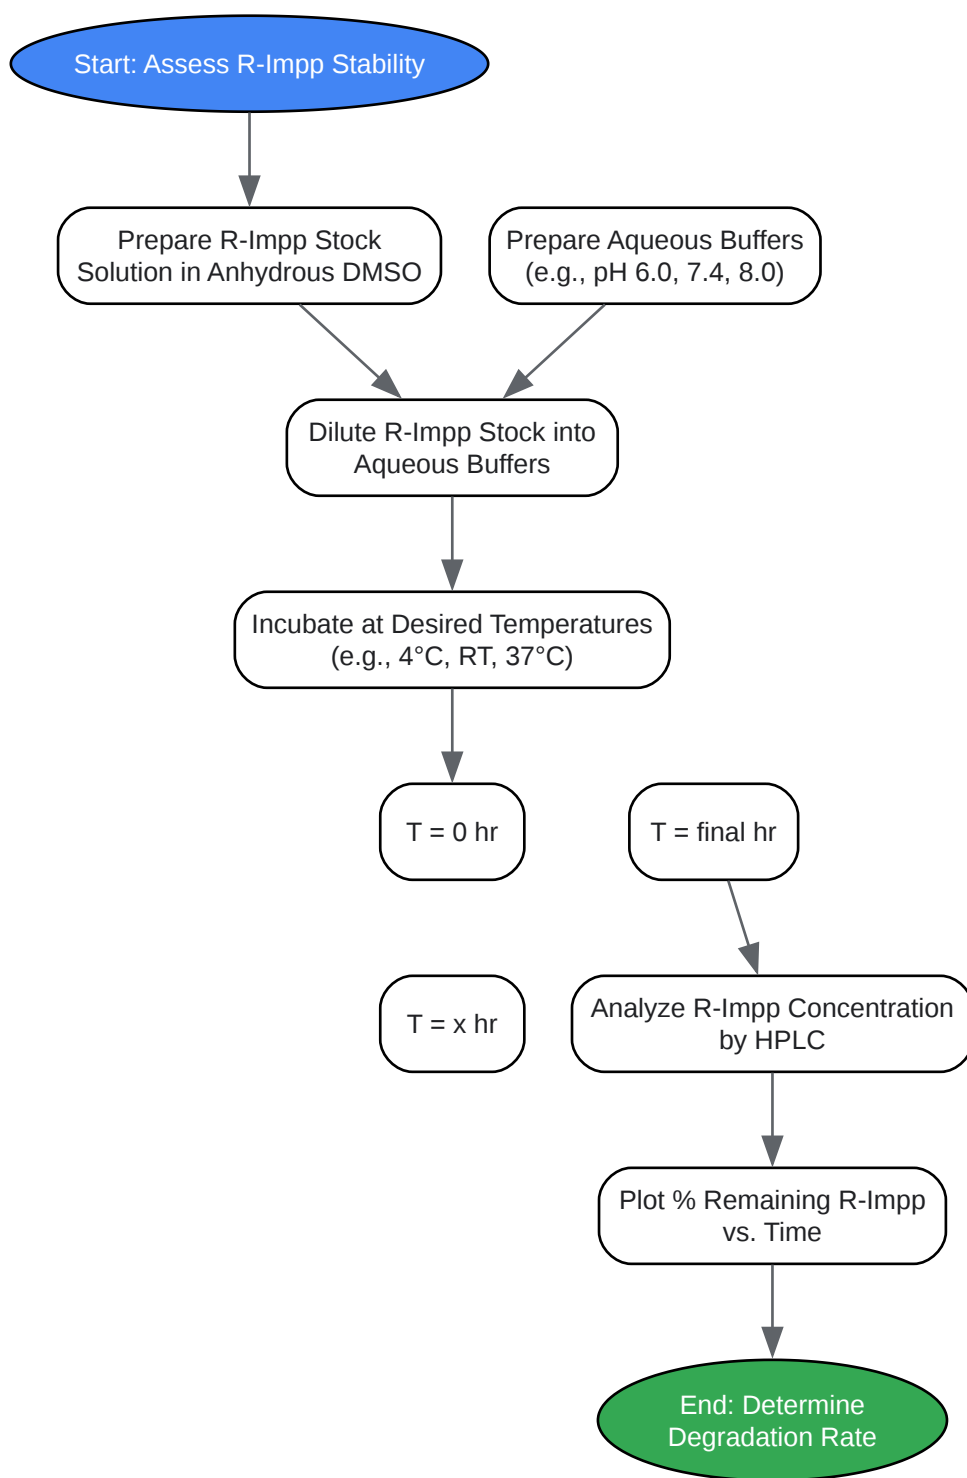 Start: Assess R-Impp Stability
Prepare R-Impp Stock
Solution in Anhydrous DMSO
Prepare Aqueous Buffers
(e.g., pH 6.0, 7.4, 8.0)
Dilute R-Impp Stock into
Aqueous Buffers
Incubate at Desired Temperatures
(e.g., 4°C, RT, 37°C)
T = 0 hr
T = final hr
T = x hr
Analyze R-Impp Concentration
by HPLC
Plot % Remaining R-Impp
vs. Time
End: Determine
Degradation Rate